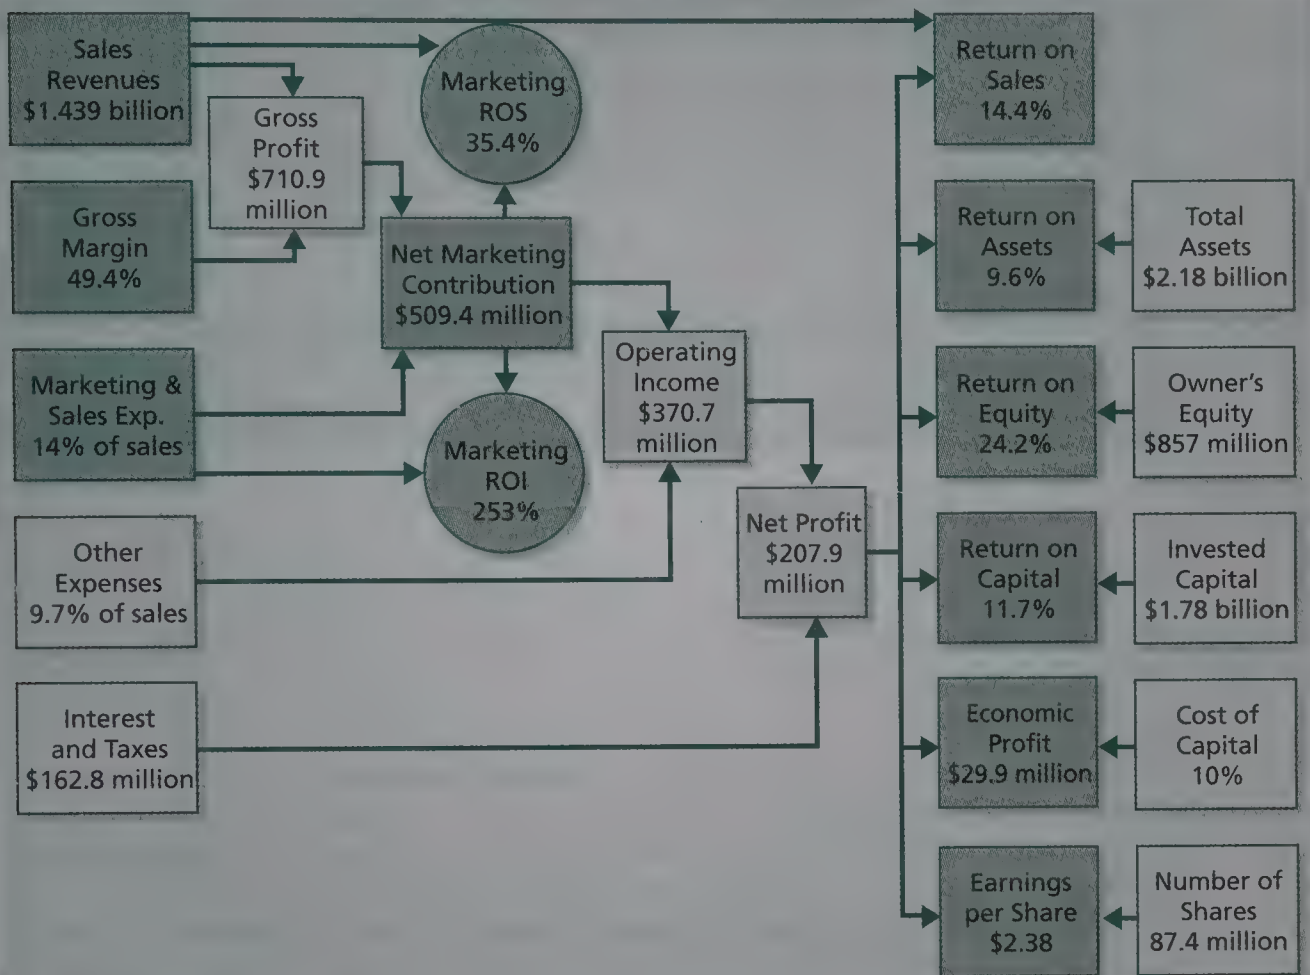 Sales
Revenues
$1.439 billion
Gross
Profit
$710.9
million
Marketing
ROS
35.4%
Return on
Sales
14.4%
Gross
Margin
49.4%
Net Marketing
Contribution
$509.4 million
Return on
Assets
9.6%
Total
Assets
$2.18 billion
Marketing &
Sales Exp.
14% of sales
Marketing
ROI
253%
Operating
Income
$370.7
million
Return on
Equity
24.2%
Owner's
Equity
$857 million
Other
Expenses
9.7% of sales
Net Profit
$207.9
million
Return on
Capital
11.7%
Invested
Capital
$1.78 billion
Interest
and Taxes
$162.8 million
Economic
Profit
$29.9 million
Cost of
Capital
10%
Earnings
per Share
$2.38
Number of
Shares
87.4 million